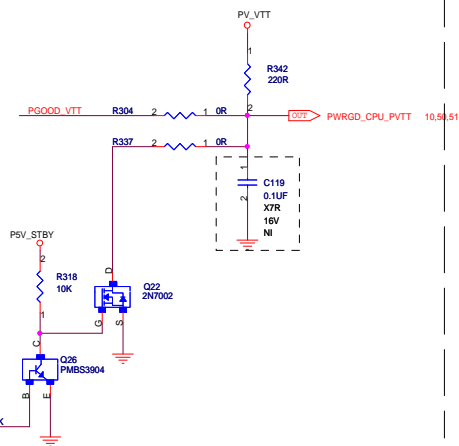 PV_VTT
1
R342
220R
2
PGOOD_VTT R304 2 1 0R OUT PWRGD_CPU_PVTT 10,50,51
R337 2 1 0R
1
C119
0.1UF
2
X7R
16V
NI
P5V_STBY
2
R318
10K
1
D
Q22
2N7002
G S
C
Q26
PMBS3904
B E
K